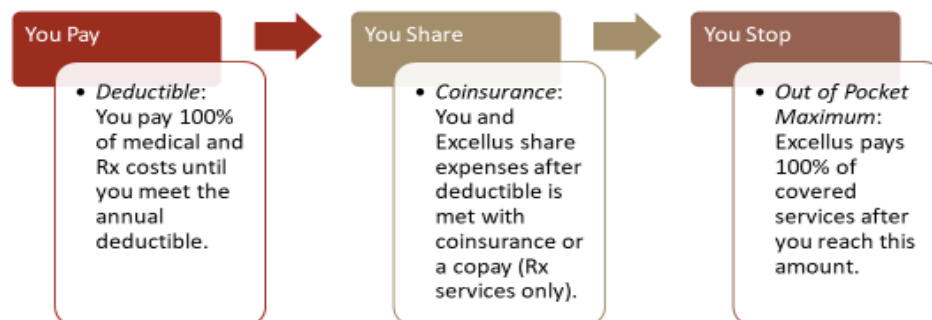 You Pay
• Deductible:
You pay 100%
of medical and
Rx costs until
you meet the
annual
deductible.
You Share
• Coinsurance:
You and
Excellus share
expenses after
deductible is
met with
coinsurance or
a copay (Rx
services only).
You Stop
• Out of Pocket
Maximum:
Excellus pays
100% of
covered
services after
you reach this
amount.